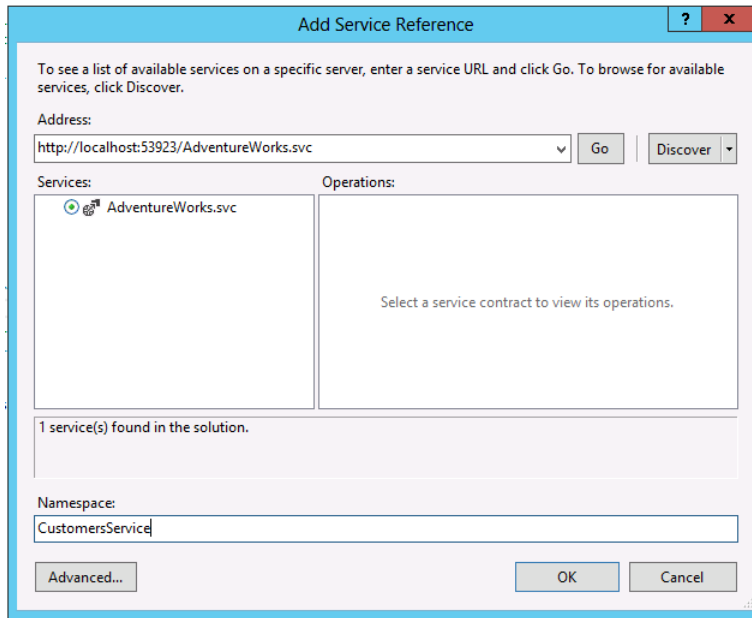 Add Service Reference
?
x
To see a list of available services on a specific server, enter a service URL and click Go. To browse for available
services, click Discover.
Address:
http://localhost:53923/AdventureWorks.svc
Go
Discover
Services:
Operations:
AdventureWorks.svc
Select a service contract to view its operations.
1 service(s) found in the solution.
Namespace:
CustomersService
Advanced...
OK
Cancel